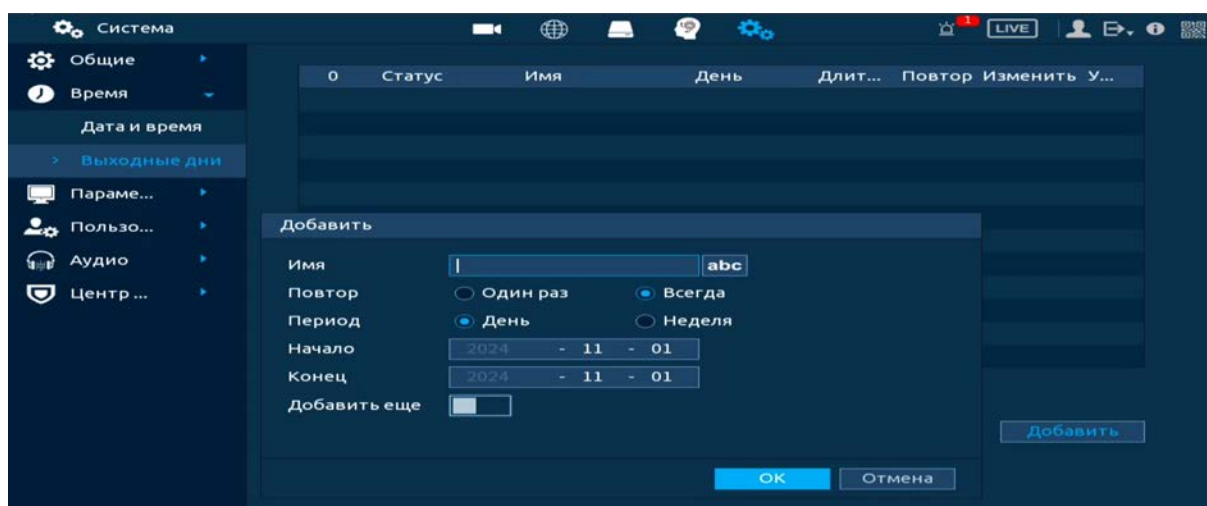 Система 1 LIVE
Общие
0 Статус Имя День Длит... Повтор Изменить У...
Время
Дата и время
> Выходные дни
Параме...
Пользо...
Добавить
Аудио
Имя abc
Центр ...
Повтор Один раз Всегда
Период День Неделя
Начало 2024 - 11 - 01
Конец 2024 - 11 - 01
Добавить еще
Добавить
OK Отмена